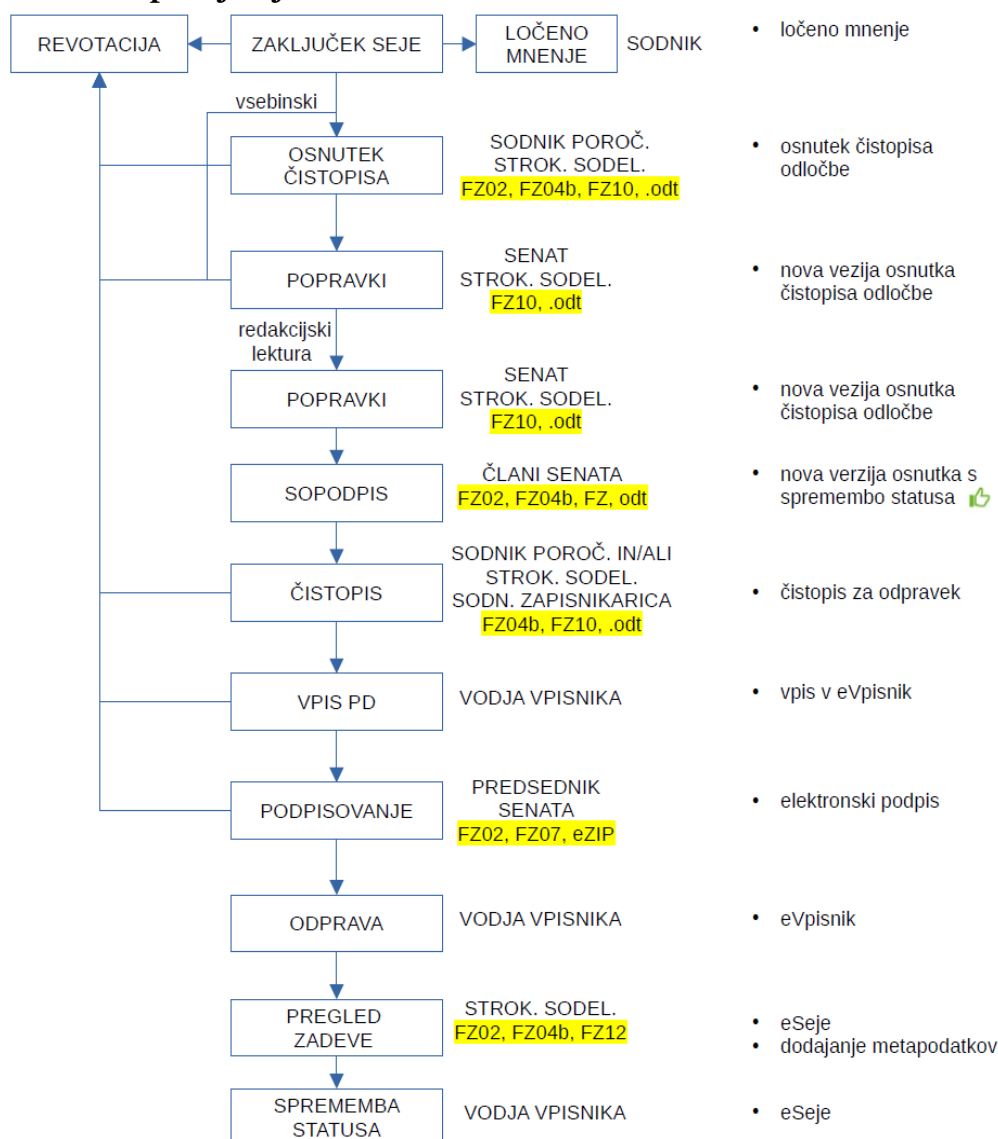 REVOTACIJA
ZAKLJUČEK SEJE
LOČENO
MNENJE
SODNIK
• ločeno mnenje
vsebinski
OSNUTEK
ČISTOPISA
SODNIK POROČ.
STROK. SODEL.
FZ02, FZ04b, FZ10, .odt
• osnutek čistopisa
odločbe
POPRAVKI
SENAT
STROK. SODEL.
FZ10, .odt
• nova vezija osnutka
čistopisa odločbe
redakcijski
lektura
POPRAVKI
SENAT
STROK. SODEL.
FZ10, .odt
• nova vezija osnutka
čistopisa odločbe
SOPODPIS
ČLANI SENATA
FZ02, FZ04b, FZ, odt
• nova verzija osnutka s
spremembo statusa
ČISTOPIS
SODNIK POROČ. IN/ALI
STROK. SODEL.
SODN. ZAPISNIKARICA
FZ04b, FZ10, .odt
• čistopis za odpravek
VPIS PD
VODJA VPISNIKA
• vpis v eVpisnik
PODPISOVANJE
PREDSEDNIK
SENATA
FZ02, FZ07, eZIP
• elektronski podpis
ODPRAVA
VODJA VPISNIKA
• eVpisnik
PREGLED
ZADEVE
STROK. SODEL.
FZ02, FZ04b, FZ12
• eSeje
• dodajanje metapodatkov
SPREMEMBA
STATUSA
VODJA VPISNIKA
• eSeje